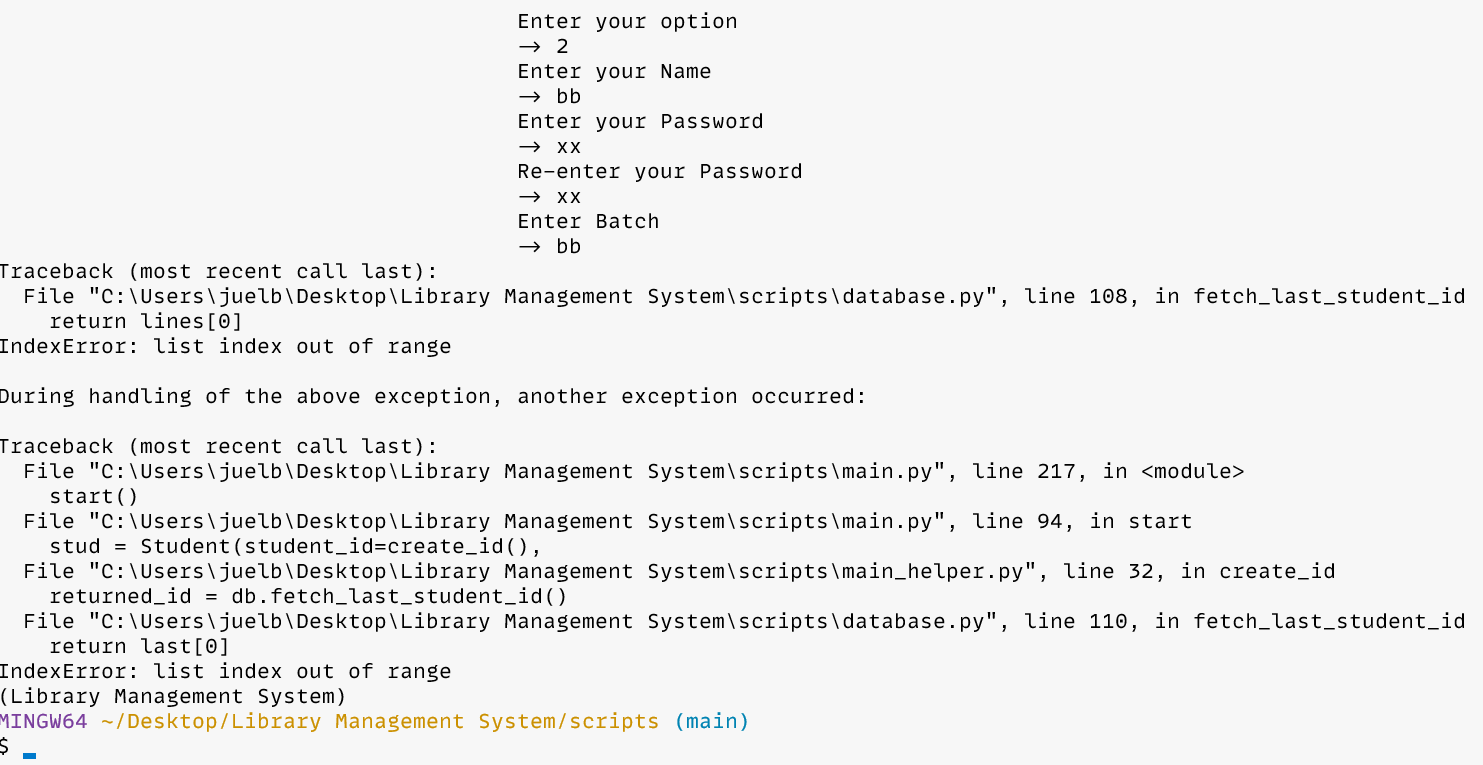 Enter your option
→ 2
Enter your Name
→ bb
Enter your Password
→ xx
Re-enter your Password
→ xx
Enter Batch
→ bb
Traceback (most recent call last):
  File "C:\Users\juelb\Desktop\Library Management System\scripts\database.py", line 108, in fetch_last_student_id
    return lines[0]
IndexError: list index out of range

During handling of the above exception, another exception occurred:

Traceback (most recent call last):
  File "C:\Users\juelb\Desktop\Library Management System\scripts\main.py", line 217, in <module>
    start()
  File "C:\Users\juelb\Desktop\Library Management System\scripts\main.py", line 94, in start
    stud = Student(student_id=create_id(),
  File "C:\Users\juelb\Desktop\Library Management System\scripts\main_helper.py", line 32, in create_id
    returned_id = db.fetch_last_student_id()
  File "C:\Users\juelb\Desktop\Library Management System\scripts\database.py", line 110, in fetch_last_student_id
    return last[0]
IndexError: list index out of range
(Library Management System)
MINGW64 ~/Desktop/Library Management System/scripts (main)
$